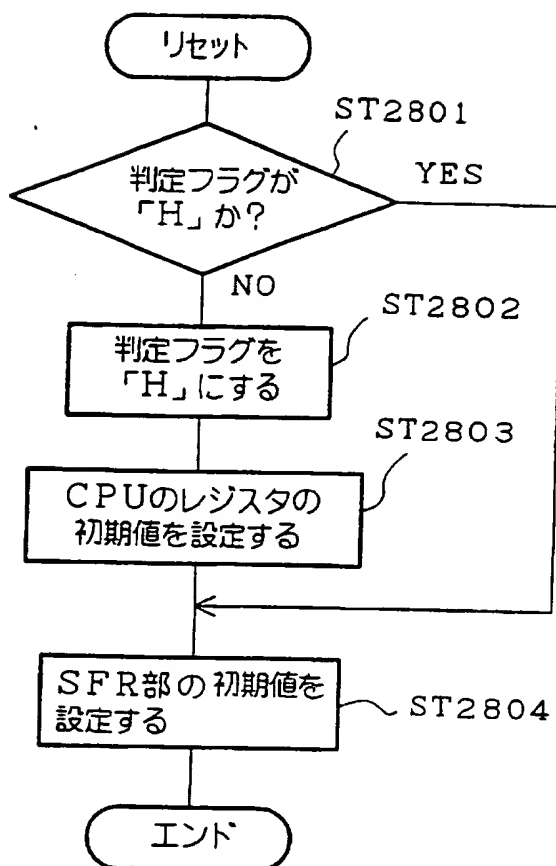 リセット
ST2801
判定フラグが
「H」か?
YES
NO
ST2802
判定フラグを
「H」にする
ST2803
CPUのレジスタの
初期値を設定する
SFR部の初期値を
設定する
ST2804
エンド